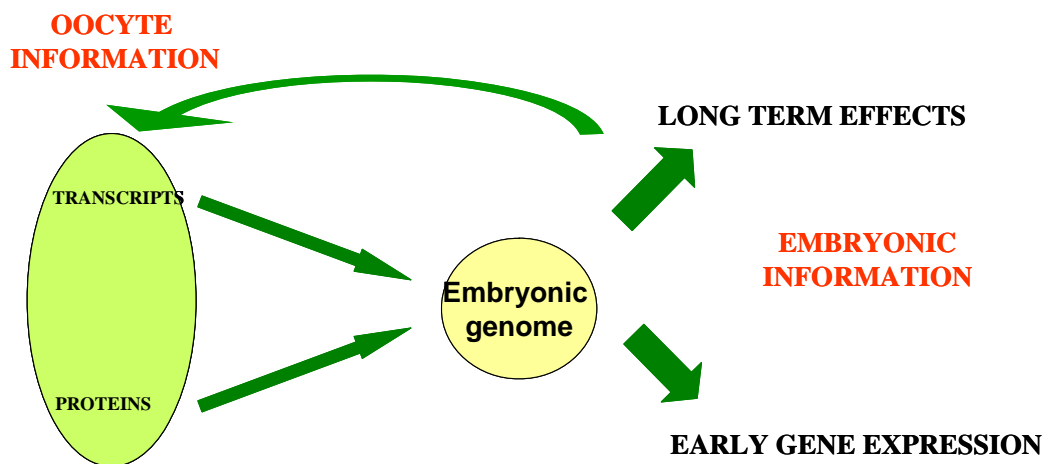 OOCYTE
INFORMATION
LONG TERM EFFECTS
TRANSCRIPTS
EMBRYONIC
INFORMATION
Embryonic
genome
PROTEINS
EARLY GENE EXPRESSION